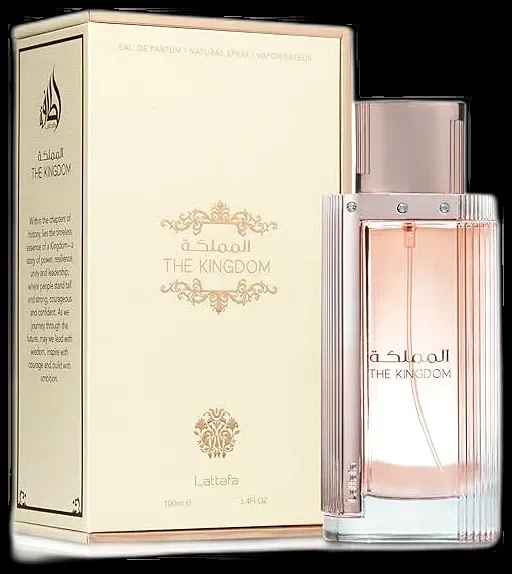 EAU DE PARFUM | NATURAL SPRAY | VAPORISATEUR
لطافة
Lattafa
المملكة
THE KINGDOM
Within the chapters of
history, lies the timeless
essence of a Kingdom - a
story of power, resilience,
unity and leadership,
where people stand tall
and strong, courageous
and confident. As we
journey through the
future, may we lead with
wisdom, inspire with
courage and build with
ambition.
المملكة
THE KINGDOM
Lattafa
100ml e 3.4Fl OZ
المملكة
THE KINGDOM
Lattafa